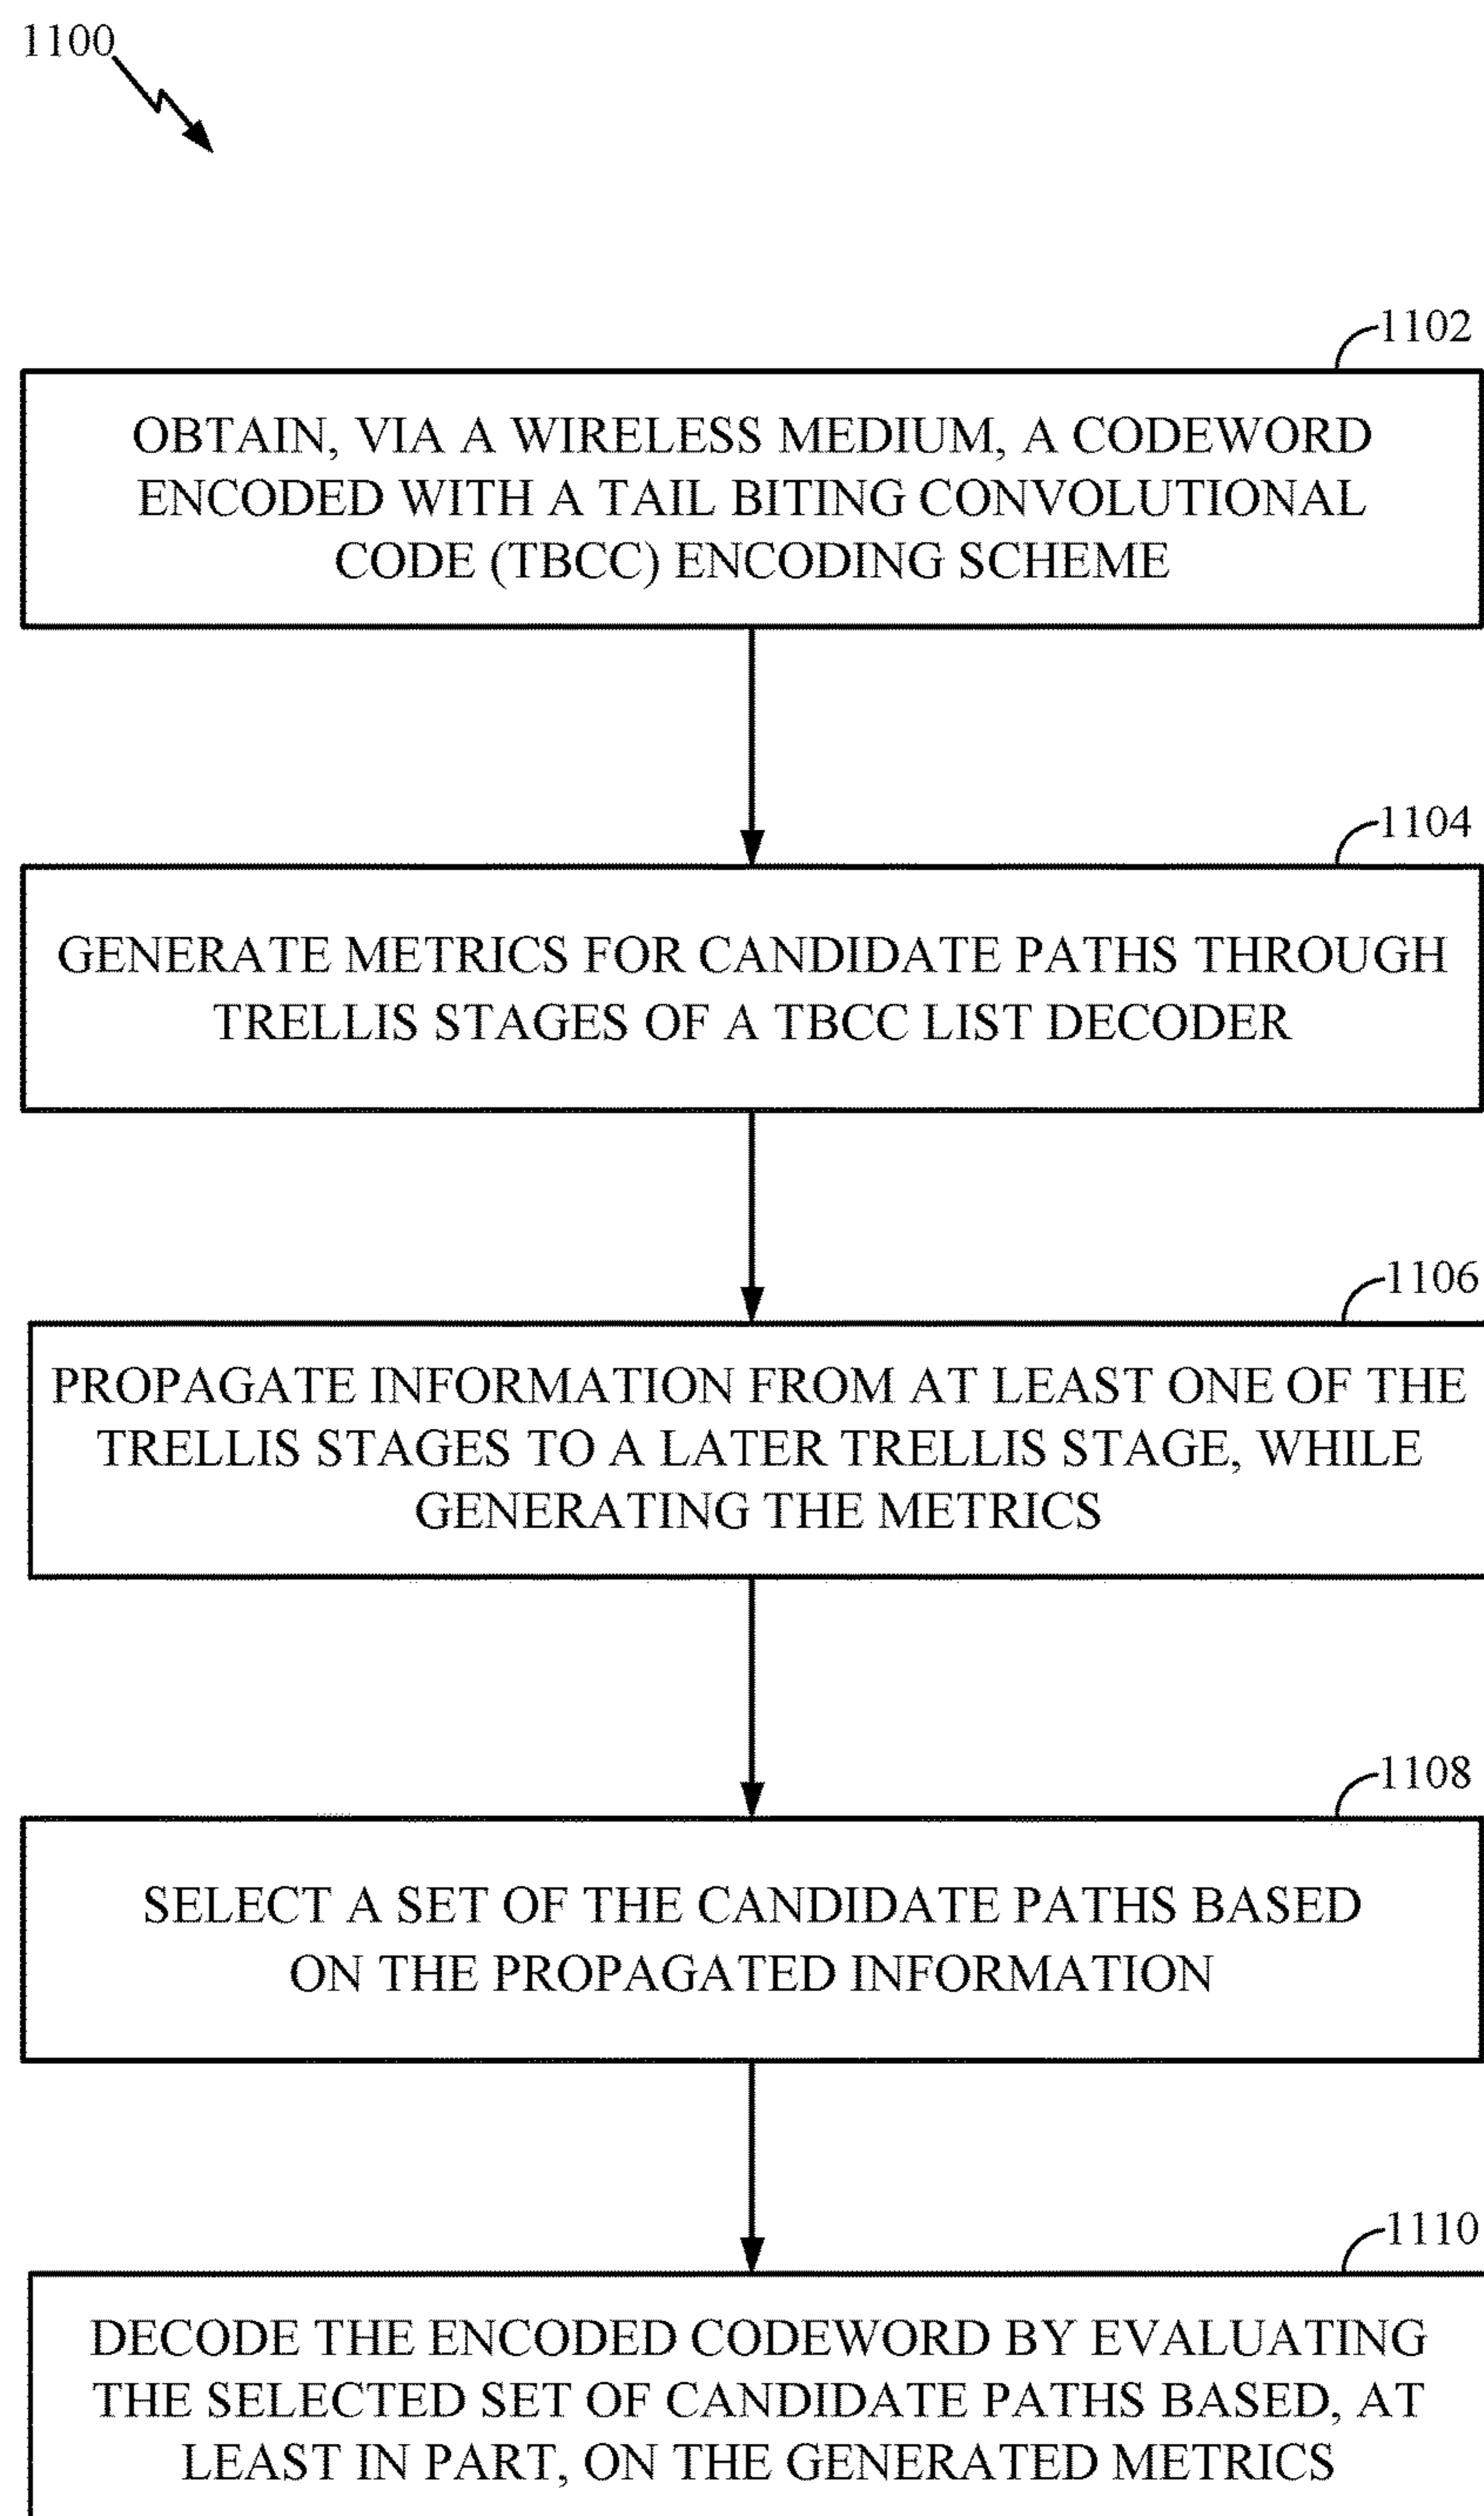 1100
1102
OBTAIN, VIA A WIRELESS MEDIUM, A CODEWORD
ENCODED WITH A TAIL BITING CONVOLUTIONAL
CODE (TBCC) ENCODING SCHEME
1104
GENERATE METRICS FOR CANDIDATE PATHS THROUGH
TRELLIS STAGES OF A TBCC LIST DECODER
1106
PROPAGATE INFORMATION FROM AT LEAST ONE OF THE
TRELLIS STAGES TO A LATER TRELLIS STAGE, WHILE
GENERATING THE METRICS
1108
SELECT A SET OF THE CANDIDATE PATHS BASED
ON THE PROPAGATED INFORMATION
1110
DECODE THE ENCODED CODEWORD BY EVALUATING
THE SELECTED SET OF CANDIDATE PATHS BASED, AT
LEAST IN PART, ON THE GENERATED METRICS